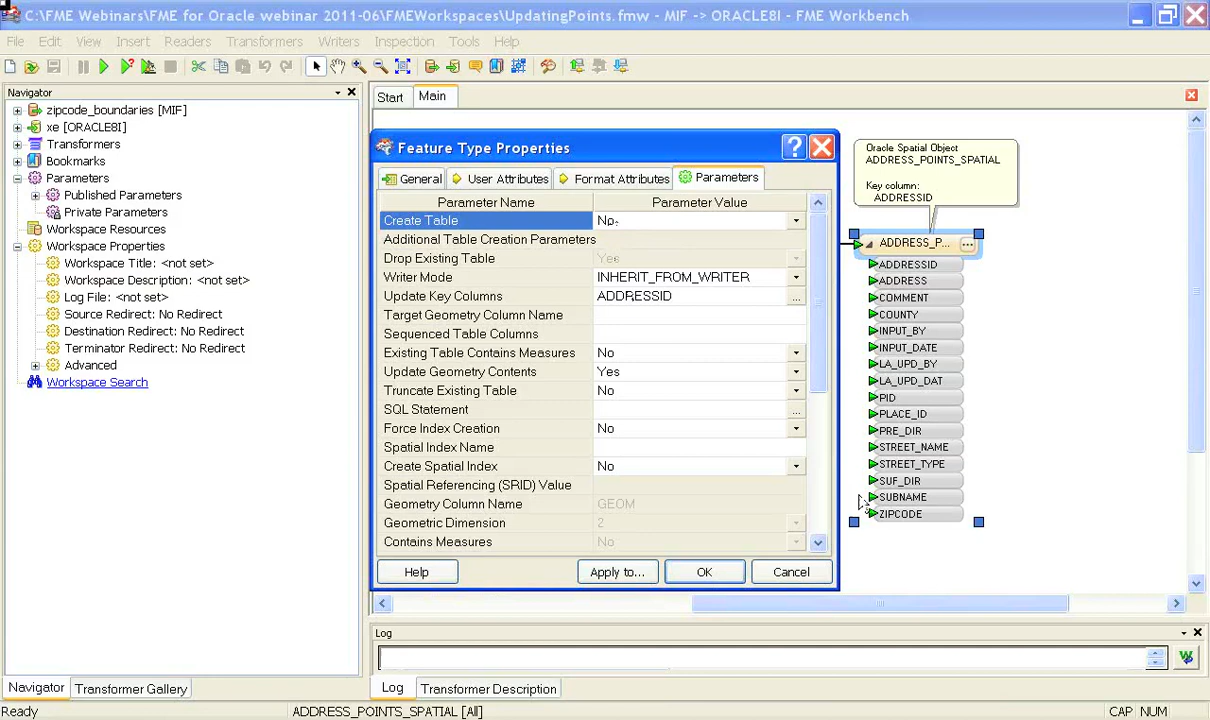 C:\FME Webinars\FME for Oracle webinar 2011-06\FMEWorkspaces\UpdatingPoints.fmw - MIF -> ORACLE8I - FME Workbench
File Edit View Insert Readers Transformers Writers Inspection Tools Help
Navigator
zipcode_boundaries [MIF]
xe [ORACLE8I]
Transformers
Bookmarks
Parameters
Published Parameters
Private Parameters
Workspace Resources
Workspace Properties
Workspace Title: <not set>
Workspace Description: <not set>
Log File: <not set>
Source Redirect: No Redirect
Destination Redirect: No Redirect
Terminator Redirect: No Redirect
Advanced
Workspace Search
Navigator Transformer Gallery
Start Main
Feature Type Properties
General User Attributes Format Attributes Parameters
Parameter Name Parameter Value
Create Table No
Additional Table Creation Parameters
Drop Existing Table Yes
Writer Mode INHERIT_FROM_WRITER
Update Key Columns ADDRESSID ...
Target Geometry Column Name
Sequenced Table Columns
Existing Table Contains Measures No
Update Geometry Contents Yes
Truncate Existing Table No
SQL Statement ...
Force Index Creation No
Spatial Index Name
Create Spatial Index No
Spatial Referencing (SRID) Value
Geometry Column Name GEOM
Geometric Dimension 2
Contains Measures No
Help Apply to... OK Cancel
Oracle Spatial Object
ADDRESS_POINTS_SPATIAL
Key column:
ADDRESSID
ADDRESS_P... ...
ADDRESSID
ADDRESS
COMMENT
COUNTY
INPUT_BY
INPUT_DATE
LA_UPD_BY
LA_UPD_DAT
PID
PLACE_ID
PRE_DIR
STREET_NAME
STREET_TYPE
SUF_DIR
SUBNAME
ZIPCODE
Log
Log Transformer Description
Ready ADDRESS_POINTS_SPATIAL [All] CAP NUM